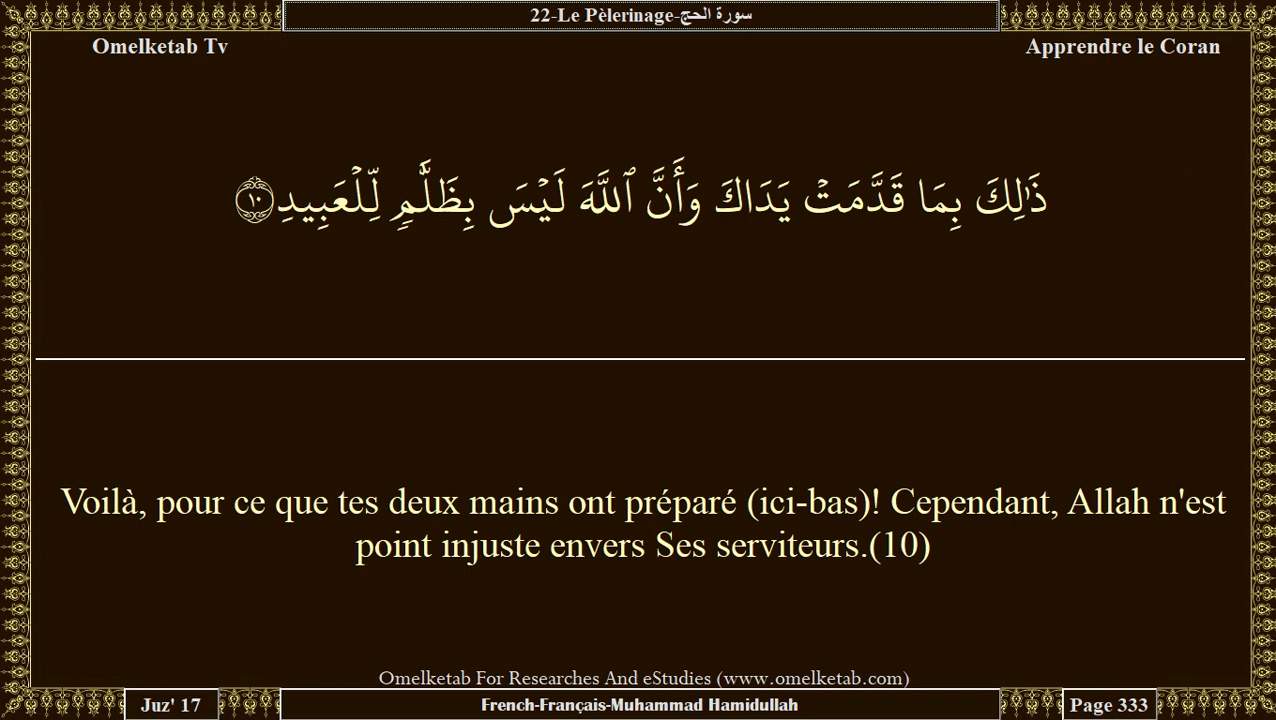 22-Le Pèlerinage-سورة الحج
Omelketab Tv
Apprendre le Coran
ذَٰلِكَ بِمَا قَدَّمَتۡ يَدَاكَ وَأَنَّ ٱللَّهَ لَيۡسَ بِظَلَّٰمٖ لِّلۡعَبِيدِ ١٠
Voilà, pour ce que tes deux mains ont préparé (ici-bas)! Cependant, Allah n'est
point injuste envers Ses serviteurs.(10)
Omelketab For Researches And eStudies (www.omelketab.com)
Juz' 17
French-Français-Muhammad Hamidullah
Page 333